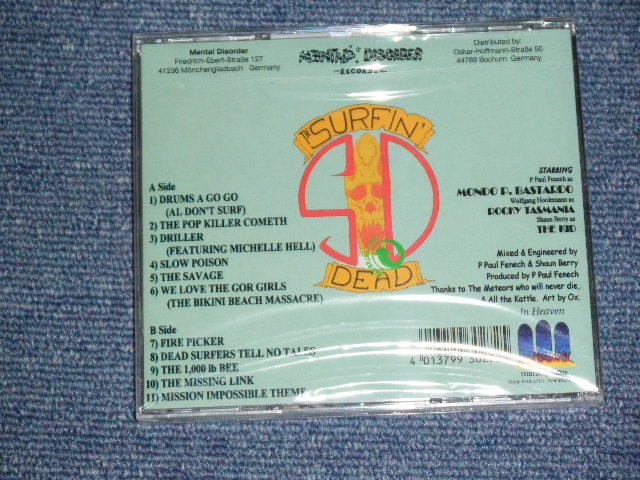 Mental Disorder
Friedrich-Ebert-Straße 127
41236 Mönchengladbach Germany
MENTAL DISORDER
RECORDS
Distributed by:
Oskar-Hoffmann-Straße 50
44789 Bochum Germany
THE SURFIN'
SD
DEAD
A Side
1) DRUMS A GO GO
(AL DON'T SURF)
2) THE POP KILLER COMETH
3) DRILLER
(FEATURING MICHELLE HELL)
4) SLOW POISON
5) THE SAVAGE
6) WE LOVE THE GOR GIRLS
(THE BIKINI BEACH MASSACRE)
B Side
7) FIRE PICKER
8) DEAD SURFERS TELL NO TALES
9) THE 1,000 lb BEE
10) THE MISSING LINK
11) MISSION IMPOSSIBLE THEME
STARRING
P Paul Fenech as
MONDO P. BASTARDO
Wolfgang Hordemann as
ROCKY TASMANIA
Shaun Berry as
THE KID
Mixed & Engineered by
P Paul Fenech & Shaun Berry
Produced by P Paul Fenech
Thanks to The Meteors who will never die,
& All the Kattle. Art by Ox.
In Heaven
4 013799